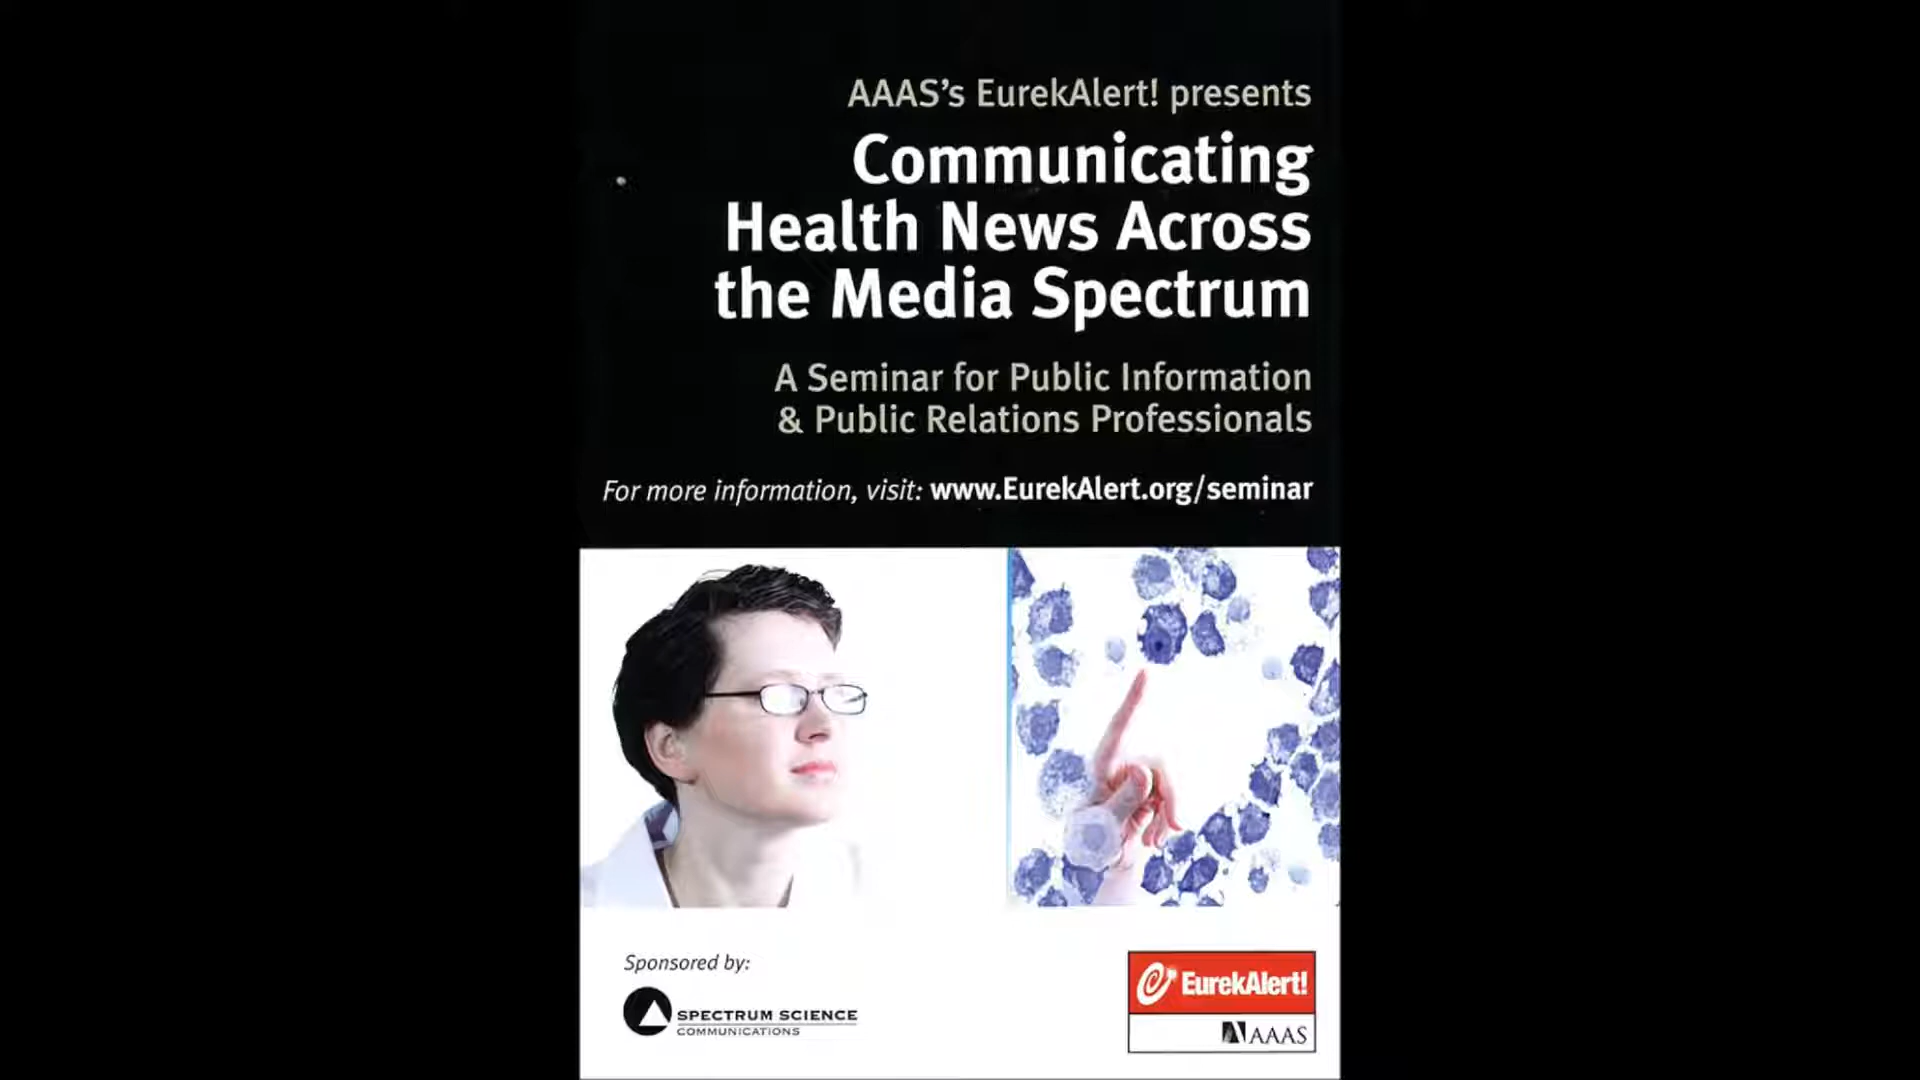 AAAS's EurekAlert! presents
Communicating
Health News Across
the Media Spectrum
A Seminar for Public Information
& Public Relations Professionals
For more information, visit: www.EurekAlert.org/seminar
Sponsored by:
SPECTRUM SCIENCE
COMMUNICATIONS
EurekAlert!
AAAS